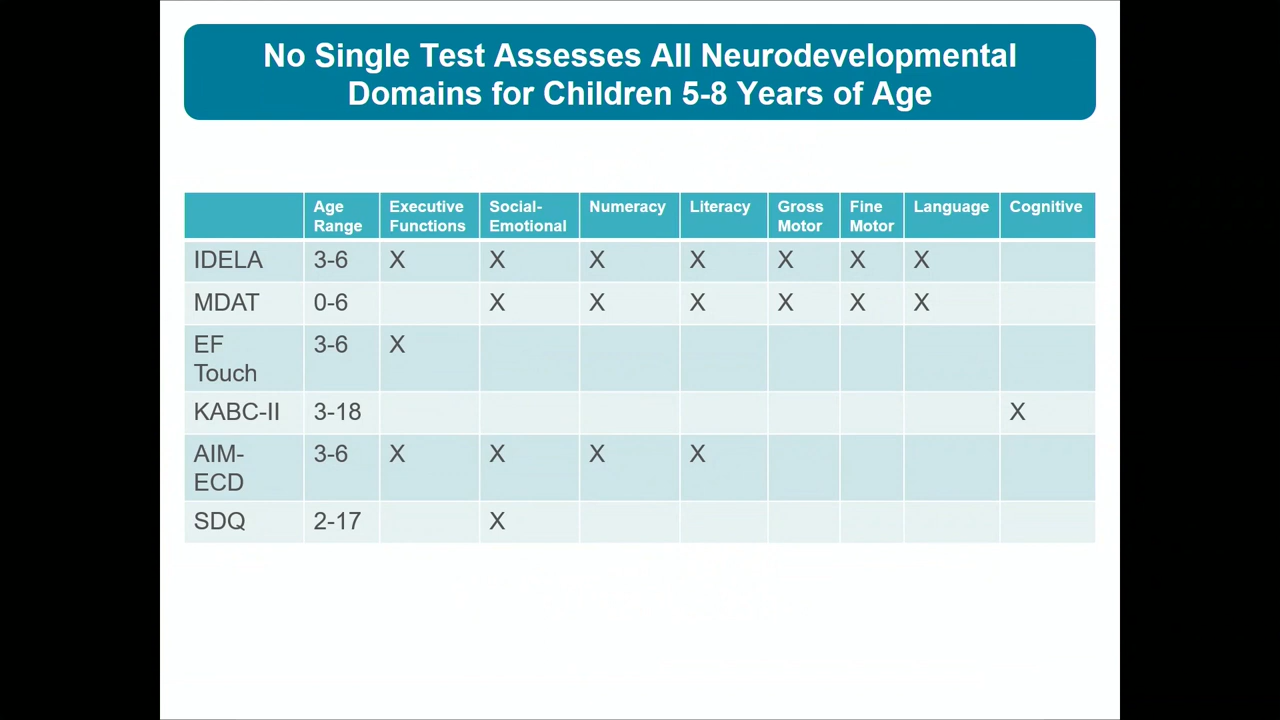 No Single Test Assesses All Neurodevelopmental
Domains for Children 5-8 Years of Age
Age Range Executive Functions Social-Emotional Numeracy Literacy Gross Motor Fine Motor Language Cognitive
IDELA 3-6 X X X X X X X
MDAT 0-6 X X X X X X
EF Touch 3-6 X
KABC-II 3-18 X
AIM-ECD 3-6 X X X X
SDQ 2-17 X